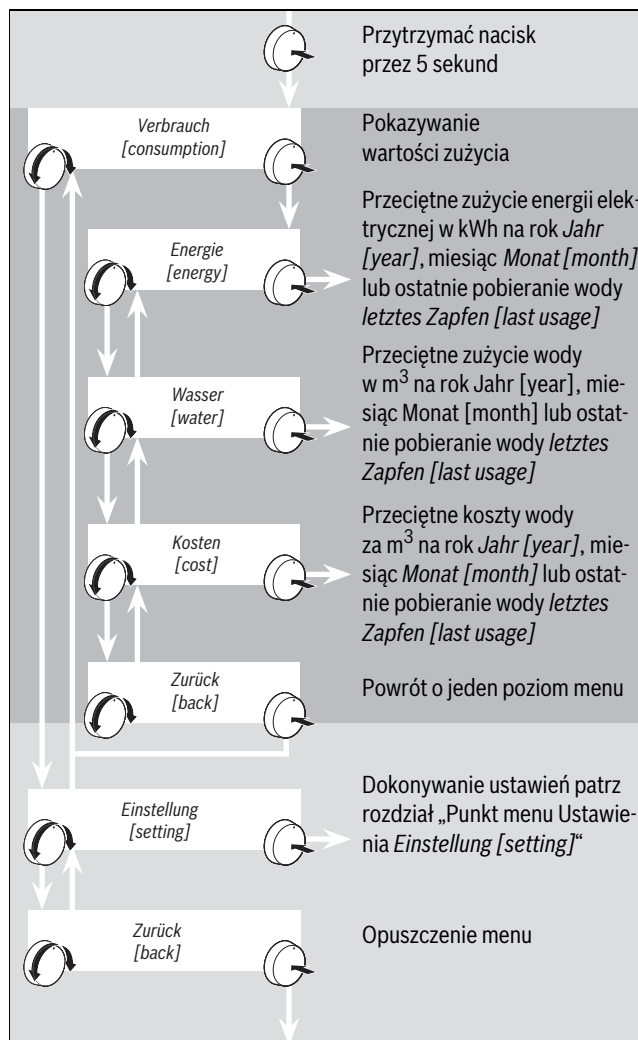 Przytrzymać nacisk
przez 5 sekund
Verbrauch
[consumption]
Pokazywanie
wartości zużycia
Energie
[energy]
Przeciętne zużycie energii elek-
trycznej w kWh na rok Jahr
[year], miesiąc Monat [month]
lub ostatnie pobieranie wody
letztes Zapfen [last usage]
Wasser
[water]
Przeciętne zużycie wody
w m³ na rok Jahr [year], mie-
siąc Monat [month] lub ostat-
nie pobieranie wody letztes
Zapfen [last usage]
Kosten
[cost]
Przeciętne koszty wody
za m³ na rok Jahr [year], mie-
siąc Monat [month] lub ostat-
nie pobieranie wody letztes
Zapfen [last usage]
Zurück
[back]
Powrót o jeden poziom menu
Einstellung
[setting]
Dokonywanie ustawień patrz
rozdział „Punkt menu Ustawie-
nia Einstellung [setting]“
Zurück
[back]
Opuszczenie menu